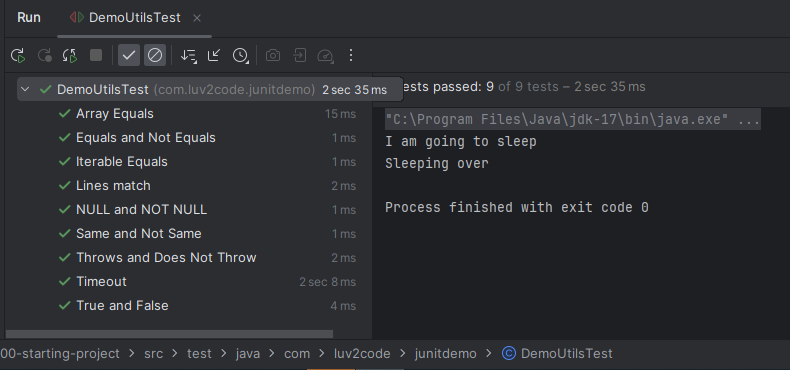 Run DemoUtilsTest
DemoUtilsTest (com.luv2code.junitdemo) 2 sec 35 ms
Array Equals 15 ms
Equals and Not Equals 1 ms
Iterable Equals 1 ms
Lines match 2 ms
NULL and NOT NULL 1 ms
Same and Not Same 1 ms
Throws and Does Not Throw 2 ms
Timeout 2 sec 8 ms
True and False 4 ms
ests passed: 9 of 9 tests – 2 sec 35 ms
"C:\Program Files\Java\jdk-17\bin\java.exe" ...
I am going to sleep
Sleeping over
Process finished with exit code 0
00-starting-project > src > test > java > com > luv2code > junitdemo > DemoUtilsTest